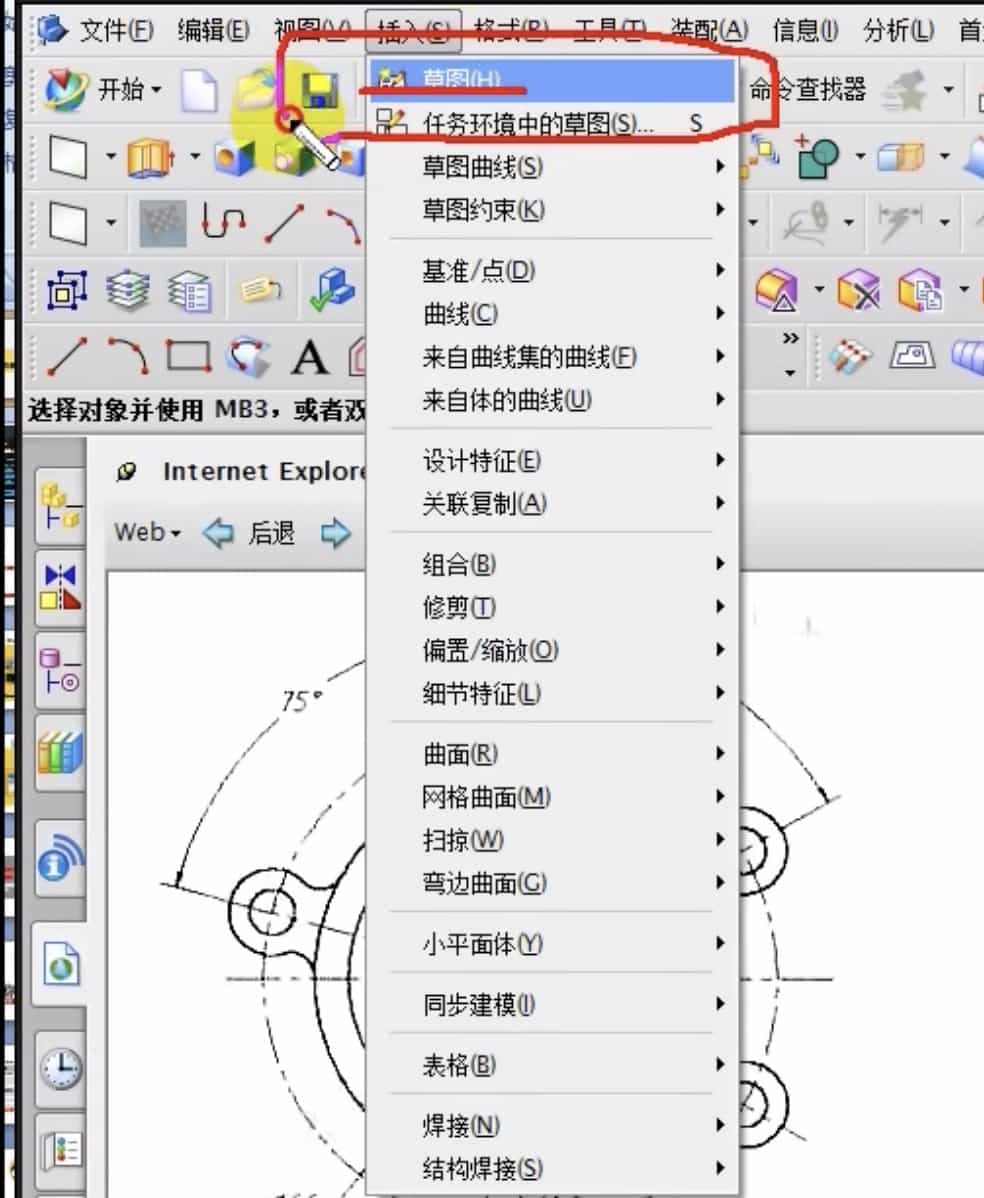 文件(F) 编辑(E) 视图(V) 插入(S) 格式(R) 工具(T) 装配(A) 信息(I) 分析(L) 首
开始
草图(H)
命令查找器
任务环境中的草图(S)... S
草图曲线(S)
草图约束(K)
基准/点(D)
曲线(C)
来自曲线集的曲线(F)
A
»
来自体的曲线(U)
选择对象并使用 MB3，或者双
设计特征(E)
Internet Explore
关联复制(A)
Web 后退
组合(B)
修剪(T)
偏置/缩放(O)
细节特征(L)
75°
曲面(R)
网格曲面(M)
扫掠(W)
弯边曲面(G)
小平面体(Y)
同步建模(I)
表格(B)
焊接(N)
结构焊接(S)